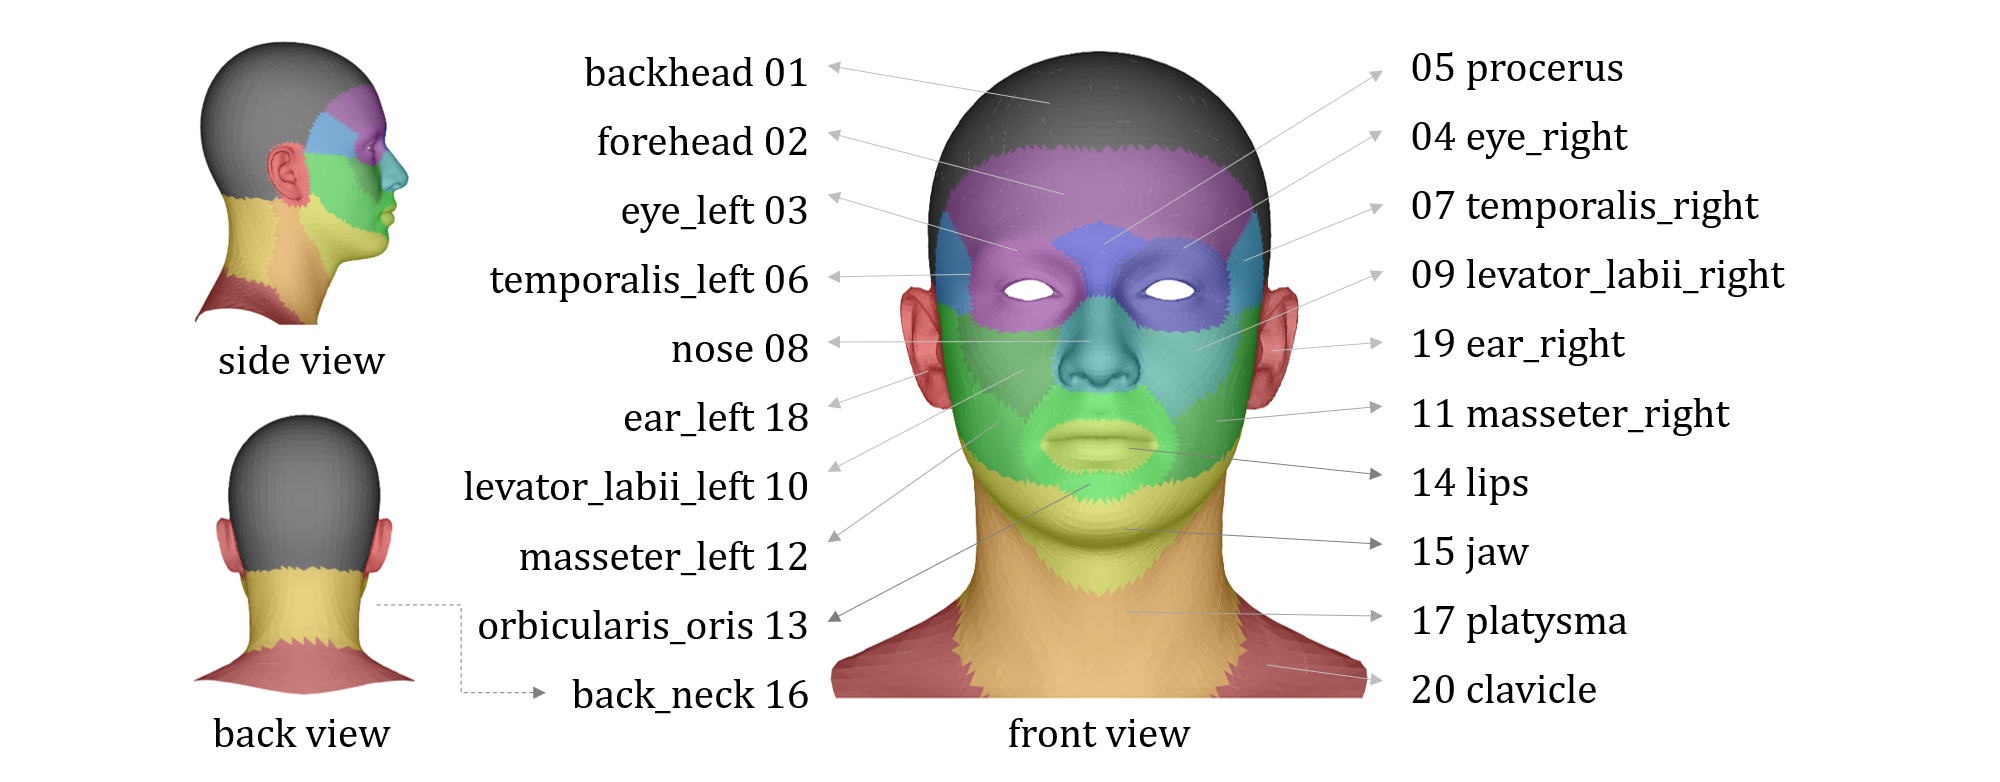 backhead 01
forehead 02
eye_left 03
temporalis_left 06
nose 08
ear_left 18
levator_labii_left 10
masseter_left 12
orbicularis_oris 13
back_neck 16
05 procerus
04 eye_right
07 temporalis_right
09 levator_labii_right
19 ear_right
11 masseter_right
14 lips
15 jaw
17 platysma
20 clavicle
side view
back view
front view